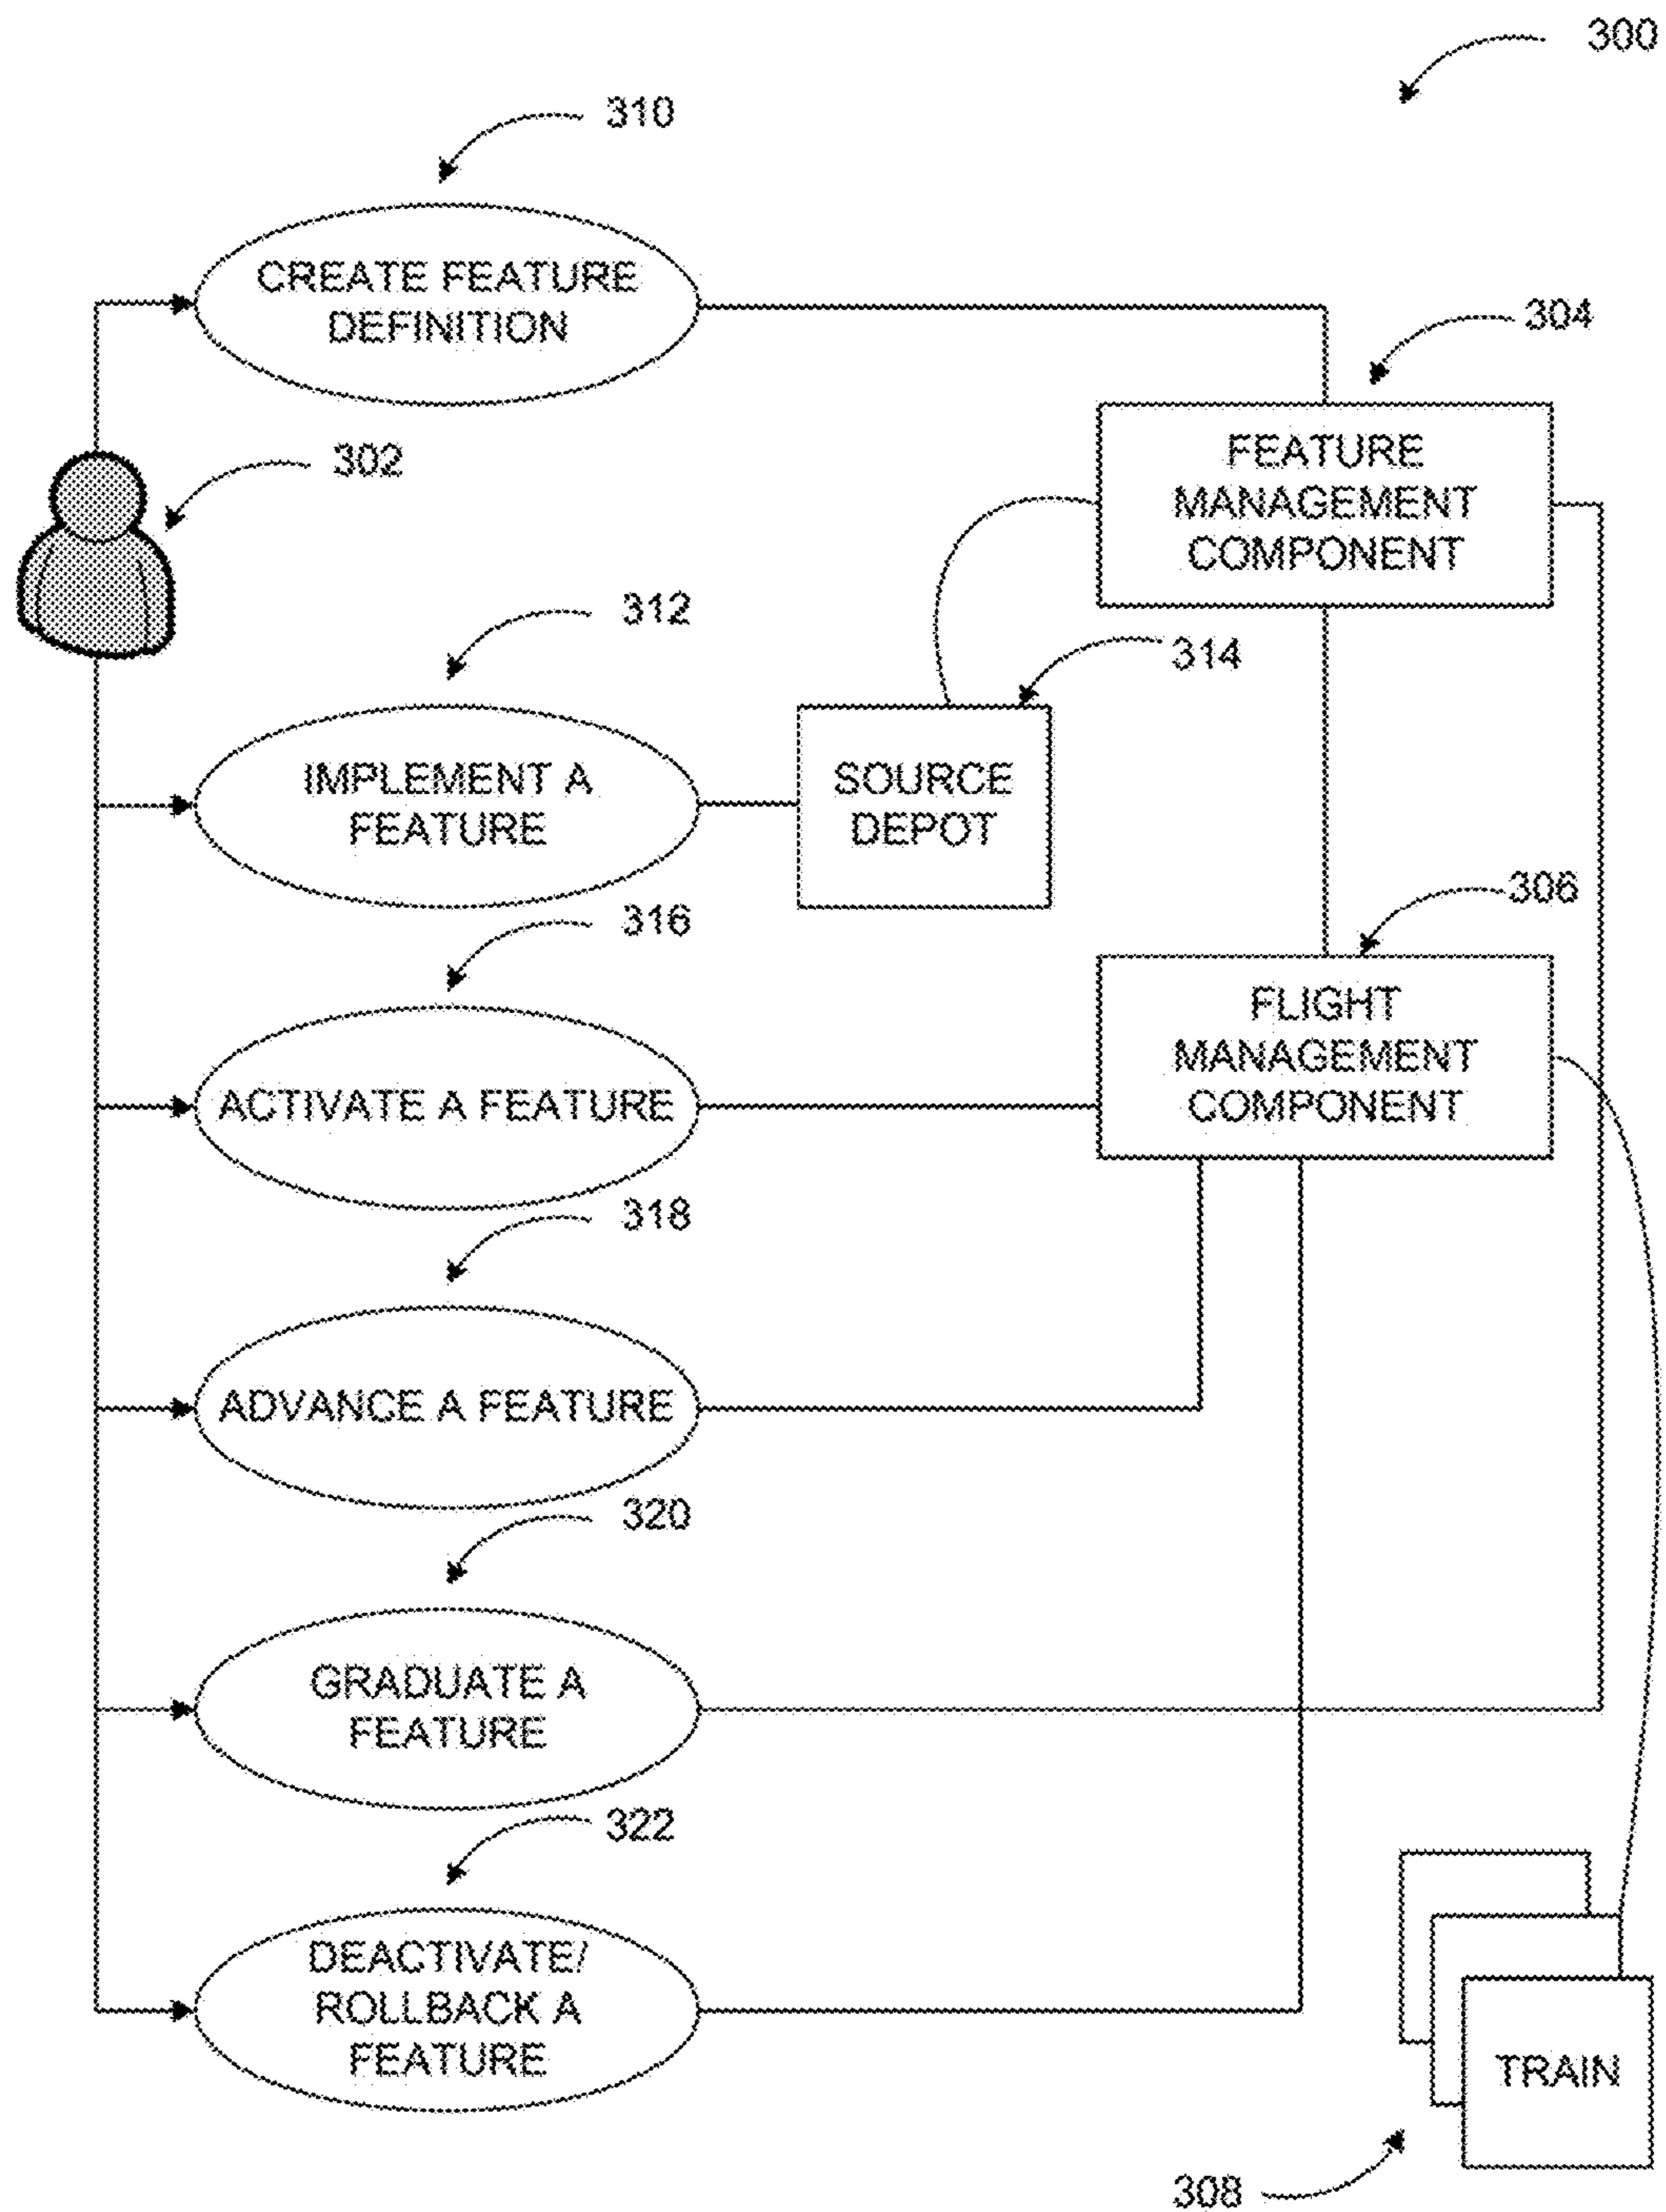 300
310
CREATE FEATURE
DEFINITION
304
302
FEATURE
MANAGEMENT
COMPONENT
312
314
IMPLEMENT A
FEATURE
SOURCE
DEPOT
316
306
FLIGHT
MANAGEMENT
COMPONENT
ACTIVATE A FEATURE
318
ADVANCE A FEATURE
320
GRADUATE A
FEATURE
322
DEACTIVATE/
ROLLBACK A
FEATURE
TRAIN
308